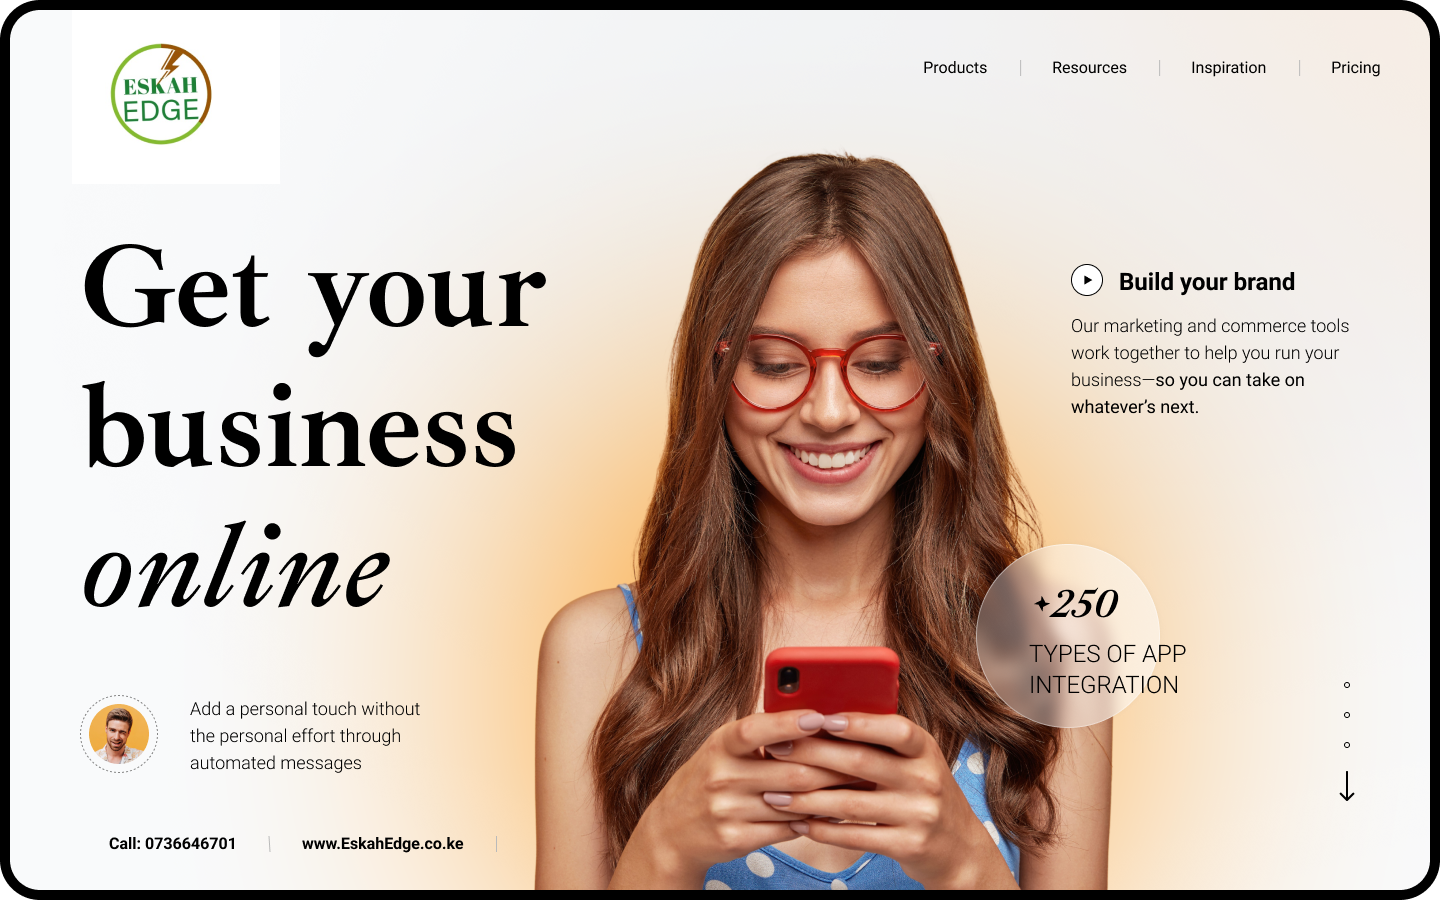 ESKAH
EDGE
Products
Resources
Inspiration
Pricing
Get your
business
online
Build your brand
Our marketing and commerce tools
work together to help you run your
business—so you can take on
whatever’s next.
250
TYPES OF APP
INTEGRATION
Add a personal touch without
the personal effort through
automated messages
Call: 0736646701
www.EskahEdge.co.ke